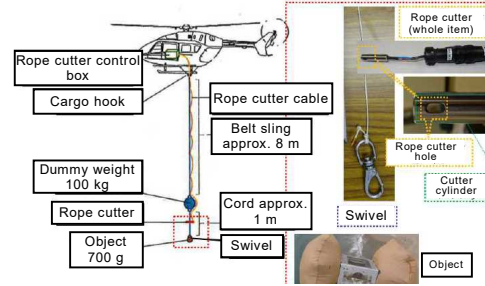 Rope cutter control
box
Cargo hook
Dummy weight
100 kg
Rope cutter
Object
700 g
Rope cutter cable
Belt sling
approx. 8 m
Cord approx.
1 m
Swivel
Rope cutter
(whole item)
Rope cutter
hole
Cutter
cylinder
Swivel
Object